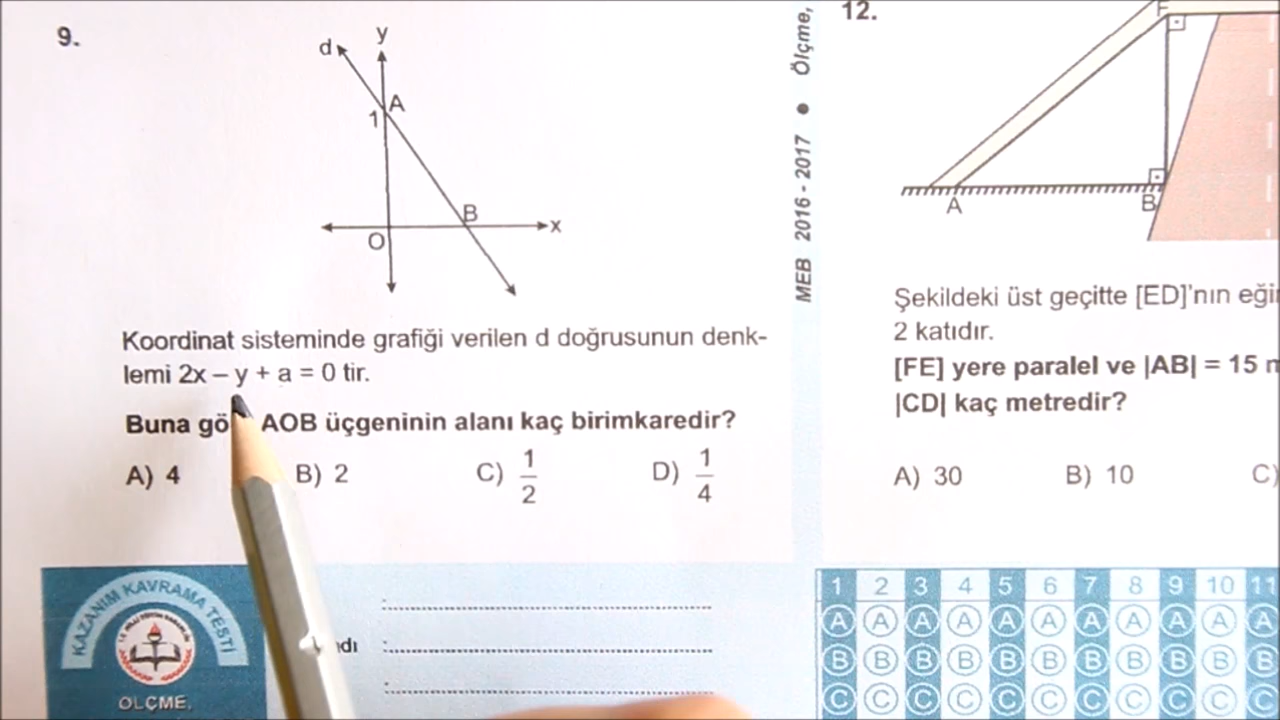 9.
y
d
A
1
B
x
O
Koordinat sisteminde grafiği verilen d doğrusunun denk-
lemi 2x – y + a = 0 tir.
Buna gö AOB üçgeninin alanı kaç birimkaredir?
A) 4 B) 2 C) 1/2 D) 1/4
KAZANIM KAVRAMA TESTİ
ÖLÇME,
MEB 2016 - 2017 ● Ölçme,
12.
F
A
B
Şekildeki üst geçitte [ED]'nın eği
2 katıdır.
[FE] yere paralel ve |AB| = 15 m
|CD| kaç metredir?
A) 30 B) 10 C)
1 2 3 4 5 6 7 8 9 10 11
A A A A A A A A A A A
B B B B B B B B B B B
C C C C C C C C C C C